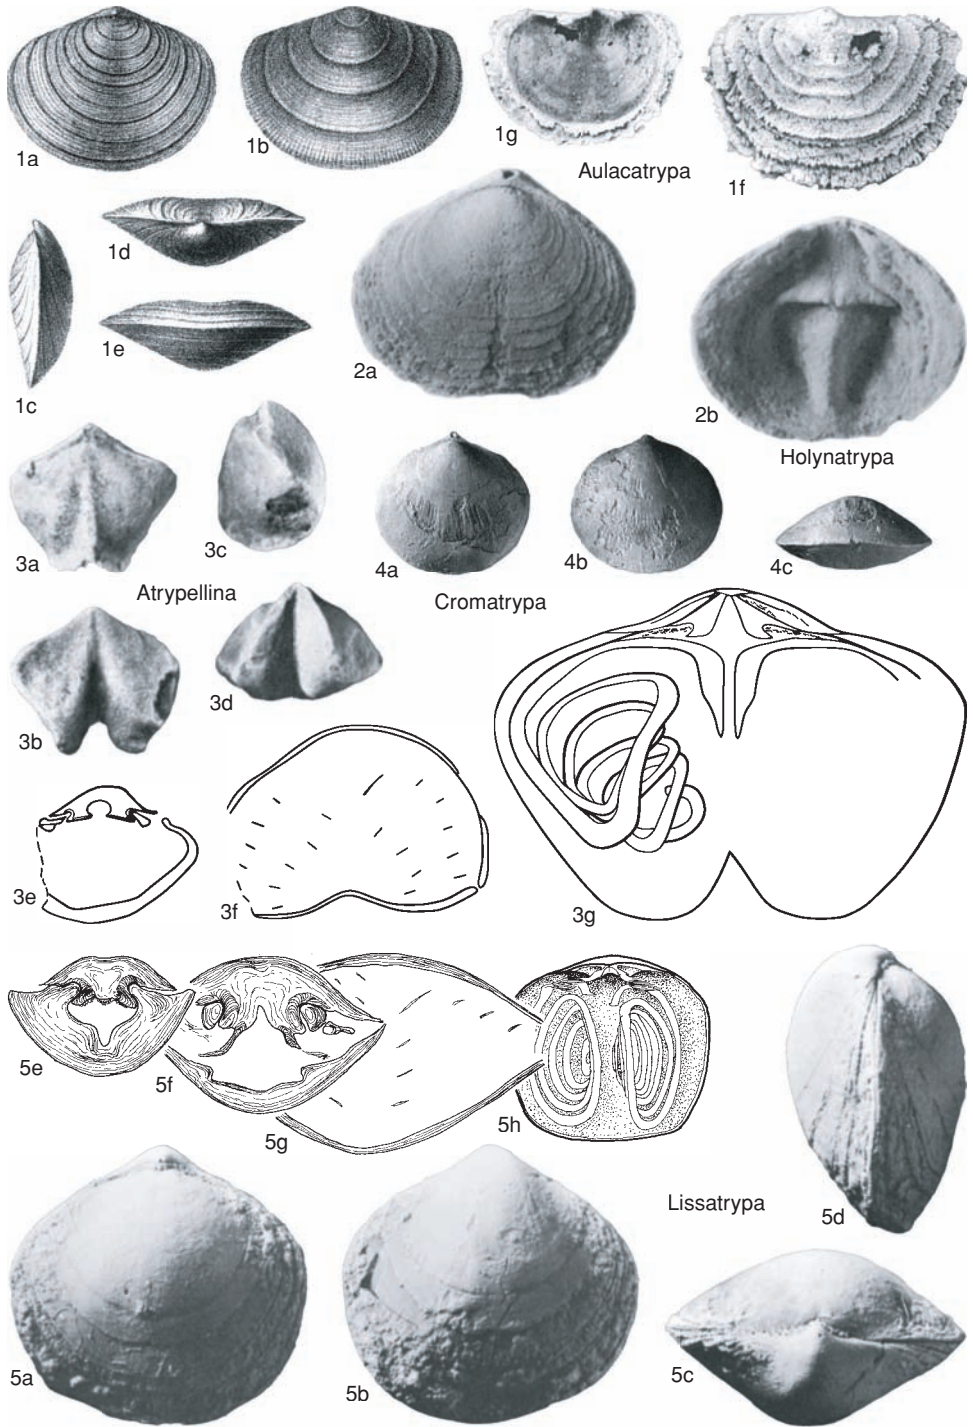 1a
1b
1g
Aulacatrypa
1f
1d
1c
1e
2a
2b
Holynatrypa
3a
3c
4a
4b
4c
Atrypellina
Cromatrypa
3b
3d
3e
3f
3g
5e
5f
5g
5h
Lissatrypa
5d
5a
5b
5c